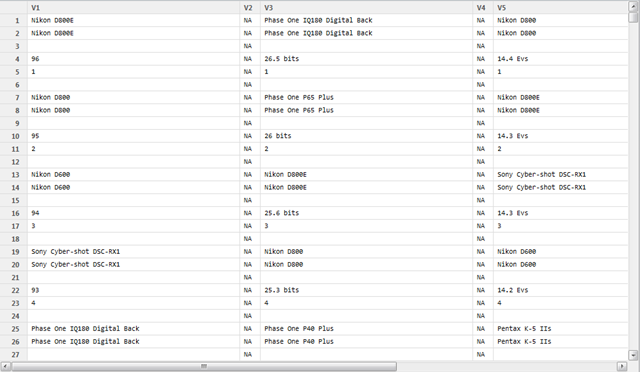 V1 V2 V3 V4 V5
1 Nikon D800E NA Phase One IQ180 Digital Back NA Nikon D800
2 Nikon D800E NA Phase One IQ180 Digital Back NA Nikon D800
3 NA NA
4 96 NA 26.5 bits NA 14.4 Evs
5 1 NA 1 NA 1
6 NA NA
7 Nikon D800 NA Phase One P65 Plus NA Nikon D800E
8 Nikon D800 NA Phase One P65 Plus NA Nikon D800E
9 NA NA
10 95 NA 26 bits NA 14.3 Evs
11 2 NA 2 NA 2
12 NA NA
13 Nikon D600 NA Nikon D800E NA Sony Cyber-shot DSC-RX1
14 Nikon D600 NA Nikon D800E NA Sony Cyber-shot DSC-RX1
15 NA NA
16 94 NA 25.6 bits NA 14.3 Evs
17 3 NA 3 NA 3
18 NA NA
19 Sony Cyber-shot DSC-RX1 NA Nikon D800 NA Nikon D600
20 Sony Cyber-shot DSC-RX1 NA Nikon D800 NA Nikon D600
21 NA NA
22 93 NA 25.3 bits NA 14.2 Evs
23 4 NA 4 NA 4
24 NA NA
25 Phase One IQ180 Digital Back NA Phase One P40 Plus NA Pentax K-5 IIs
26 Phase One IQ180 Digital Back NA Phase One P40 Plus NA Pentax K-5 IIs
27 NA NA